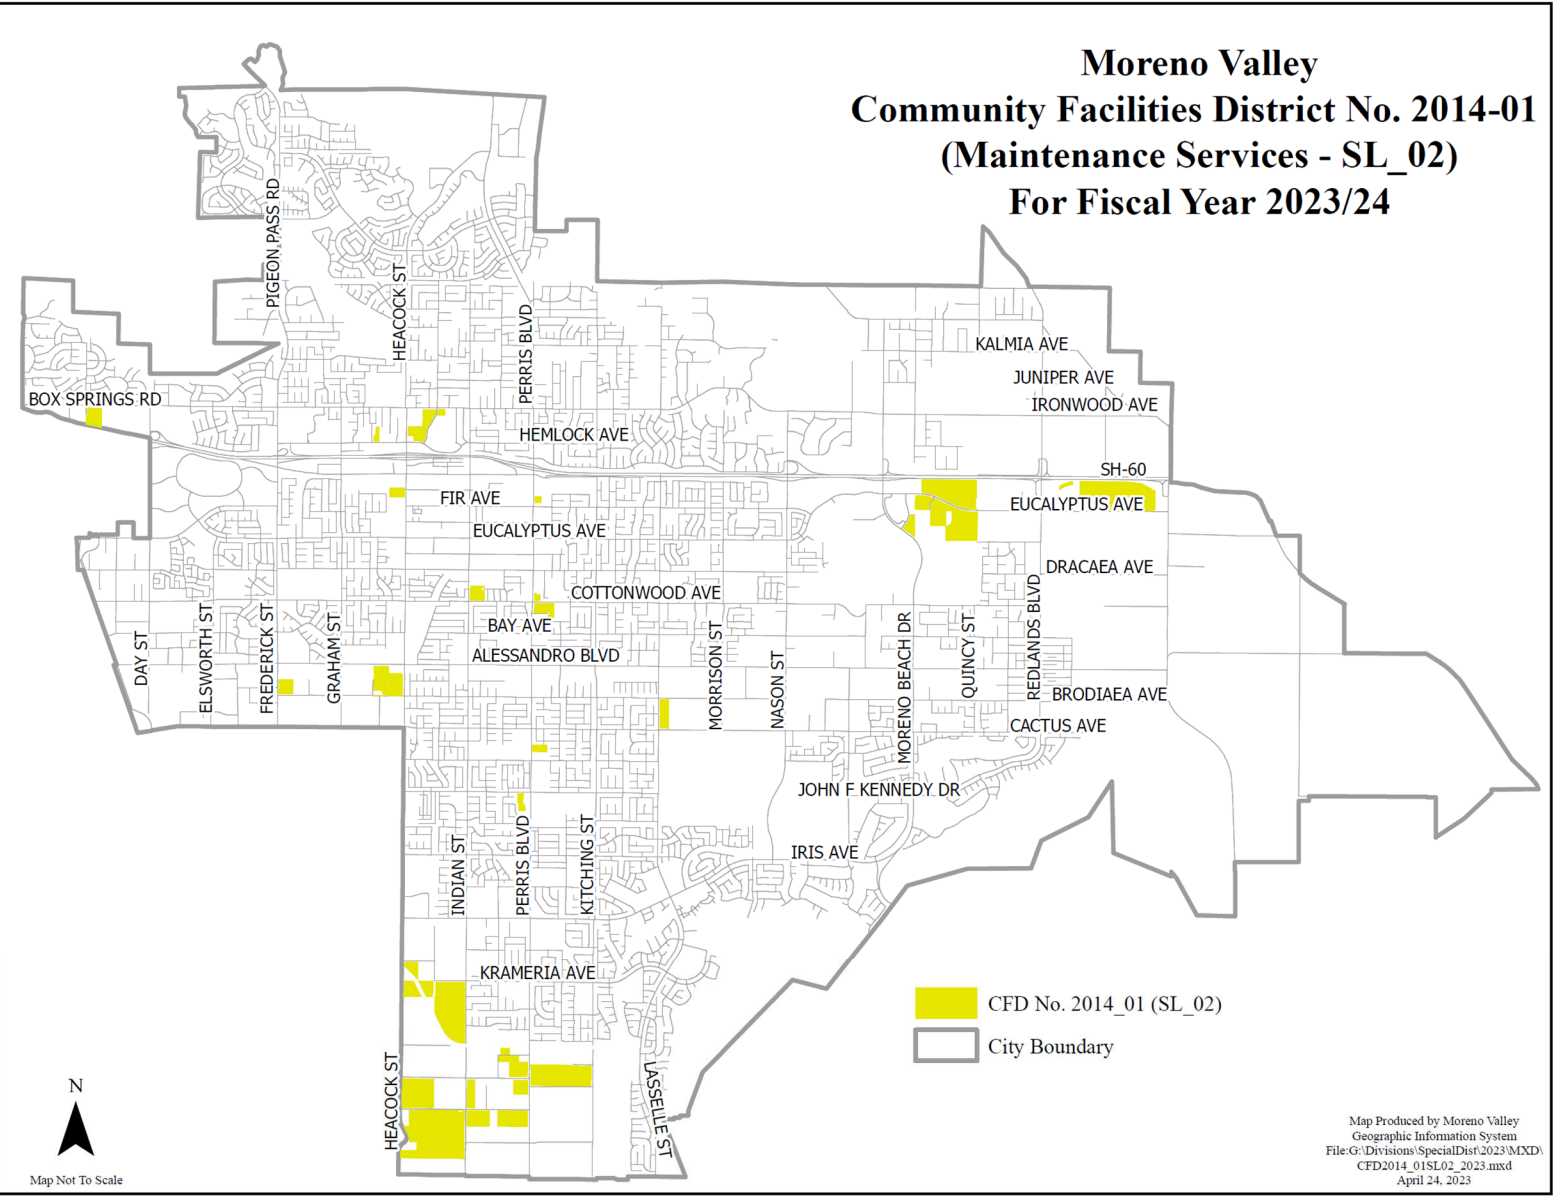 Moreno Valley
Community Facilities District No. 2014-01
(Maintenance Services - SL_02)
For Fiscal Year 2023/24
PIGEON PASS RD
HEACOCK ST
PERRIS BLVD
KALMIA AVE
JUNIPER AVE
IRONWOOD AVE
BOX SPRINGS RD
HEMLOCK AVE
SH-60
FIR AVE
EUCALYPTUS AVE
EUCALYPTUS AVE
DRACAEA AVE
COTTONWOOD AVE
BAY AVE
ALESSANDRO BLVD
DAY ST
ELSWORTH ST
FREDERICK ST
GRAHAM ST
MORRISON ST
NASON ST
MORENO BEACH DR
QUINCY ST
REDLANDS BLVD
BRODIAEA AVE
CACTUS AVE
JOHN F KENNEDY DR
IRIS AVE
INDIAN ST
PERRIS BLVD
KITCHING ST
KRAMERIA AVE
HEACOCK ST
LASSELLE ST
CFD No. 2014_01 (SL_02)
City Boundary
N
Map Not To Scale
Map Produced by Moreno Valley
Geographic Information System
File:G:\Divisions\SpecialDist\2023\MXD\
CFD2014_01SL02_2023.mxd
April 24, 2023